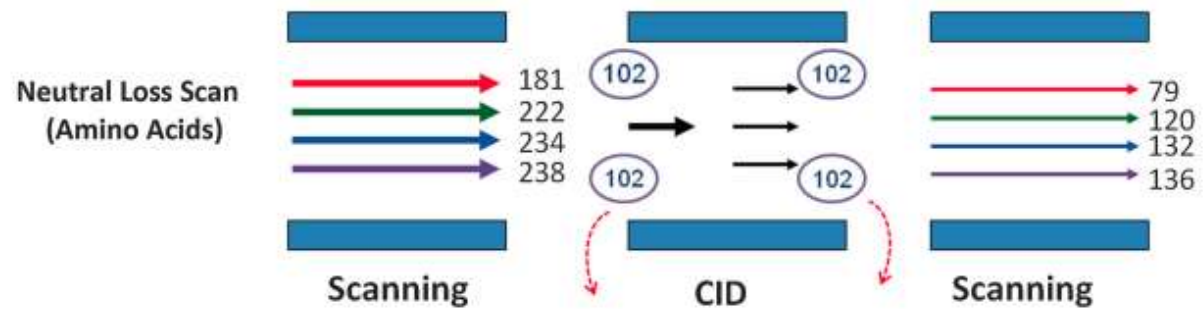 Neutral Loss Scan
(Amino Acids)
181
222
234
238
102
102
102
102
79
120
132
136
Scanning
CID
Scanning